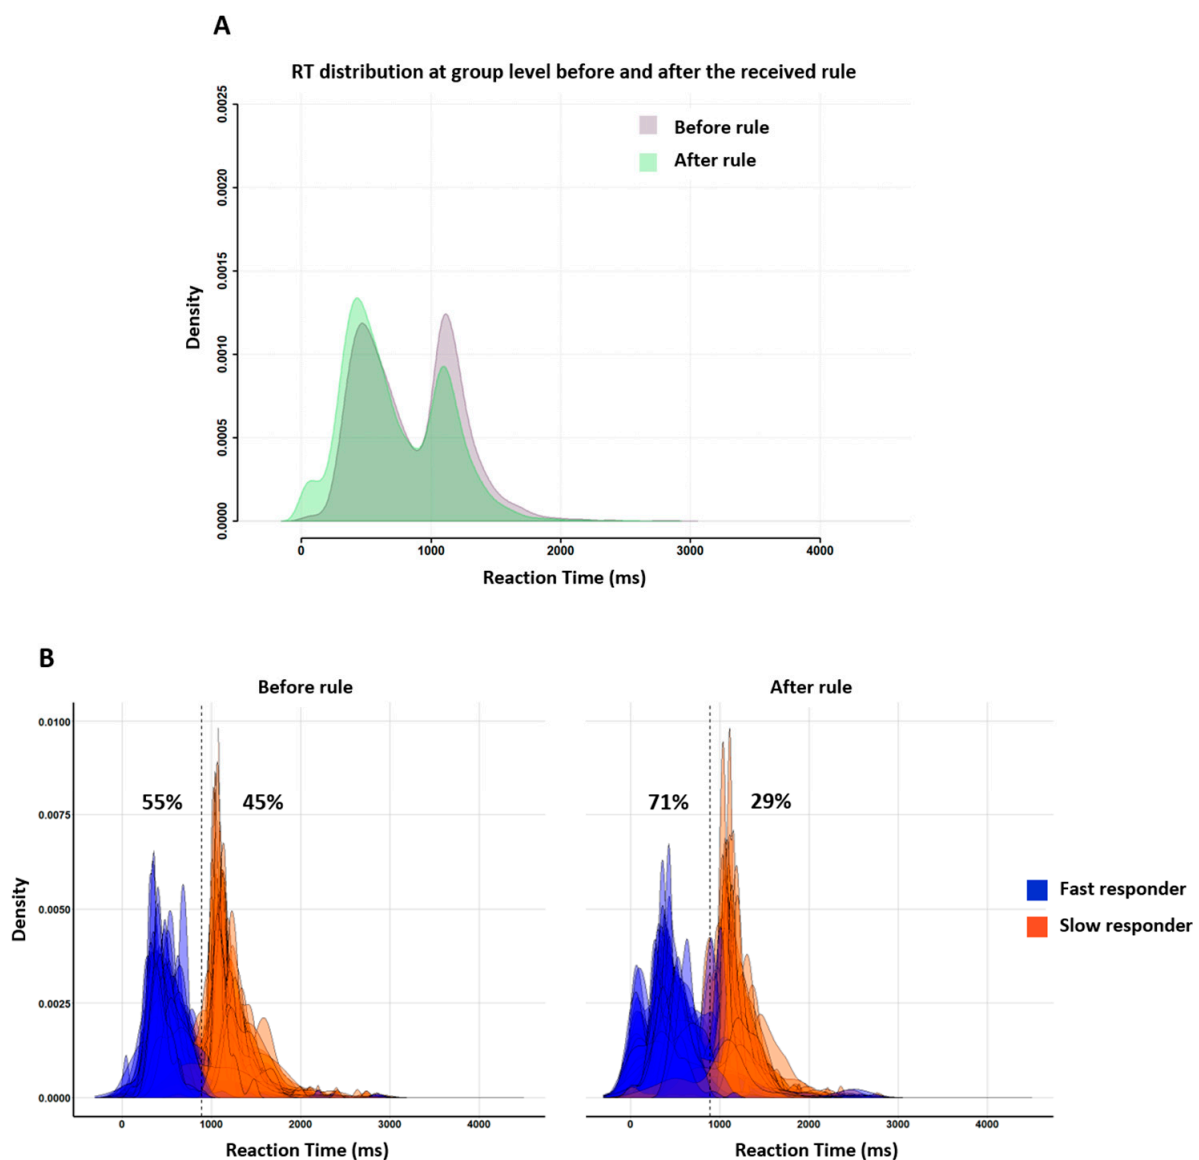 A
RT distribution at group level before and after the received rule
Before rule
After rule
Density
0.0025
0.0020
0.0015
0.0010
0.0005
0.0000
0 1000 2000 3000 4000
Reaction Time (ms)
B
Before rule
After rule
Density
0.0100
0.0075
0.0050
0.0025
0.0000
55% 45%
71% 29%
Fast responder
Slow responder
0 1000 2000 3000 4000
0 1000 2000 3000 4000
Reaction Time (ms)
Reaction Time (ms)